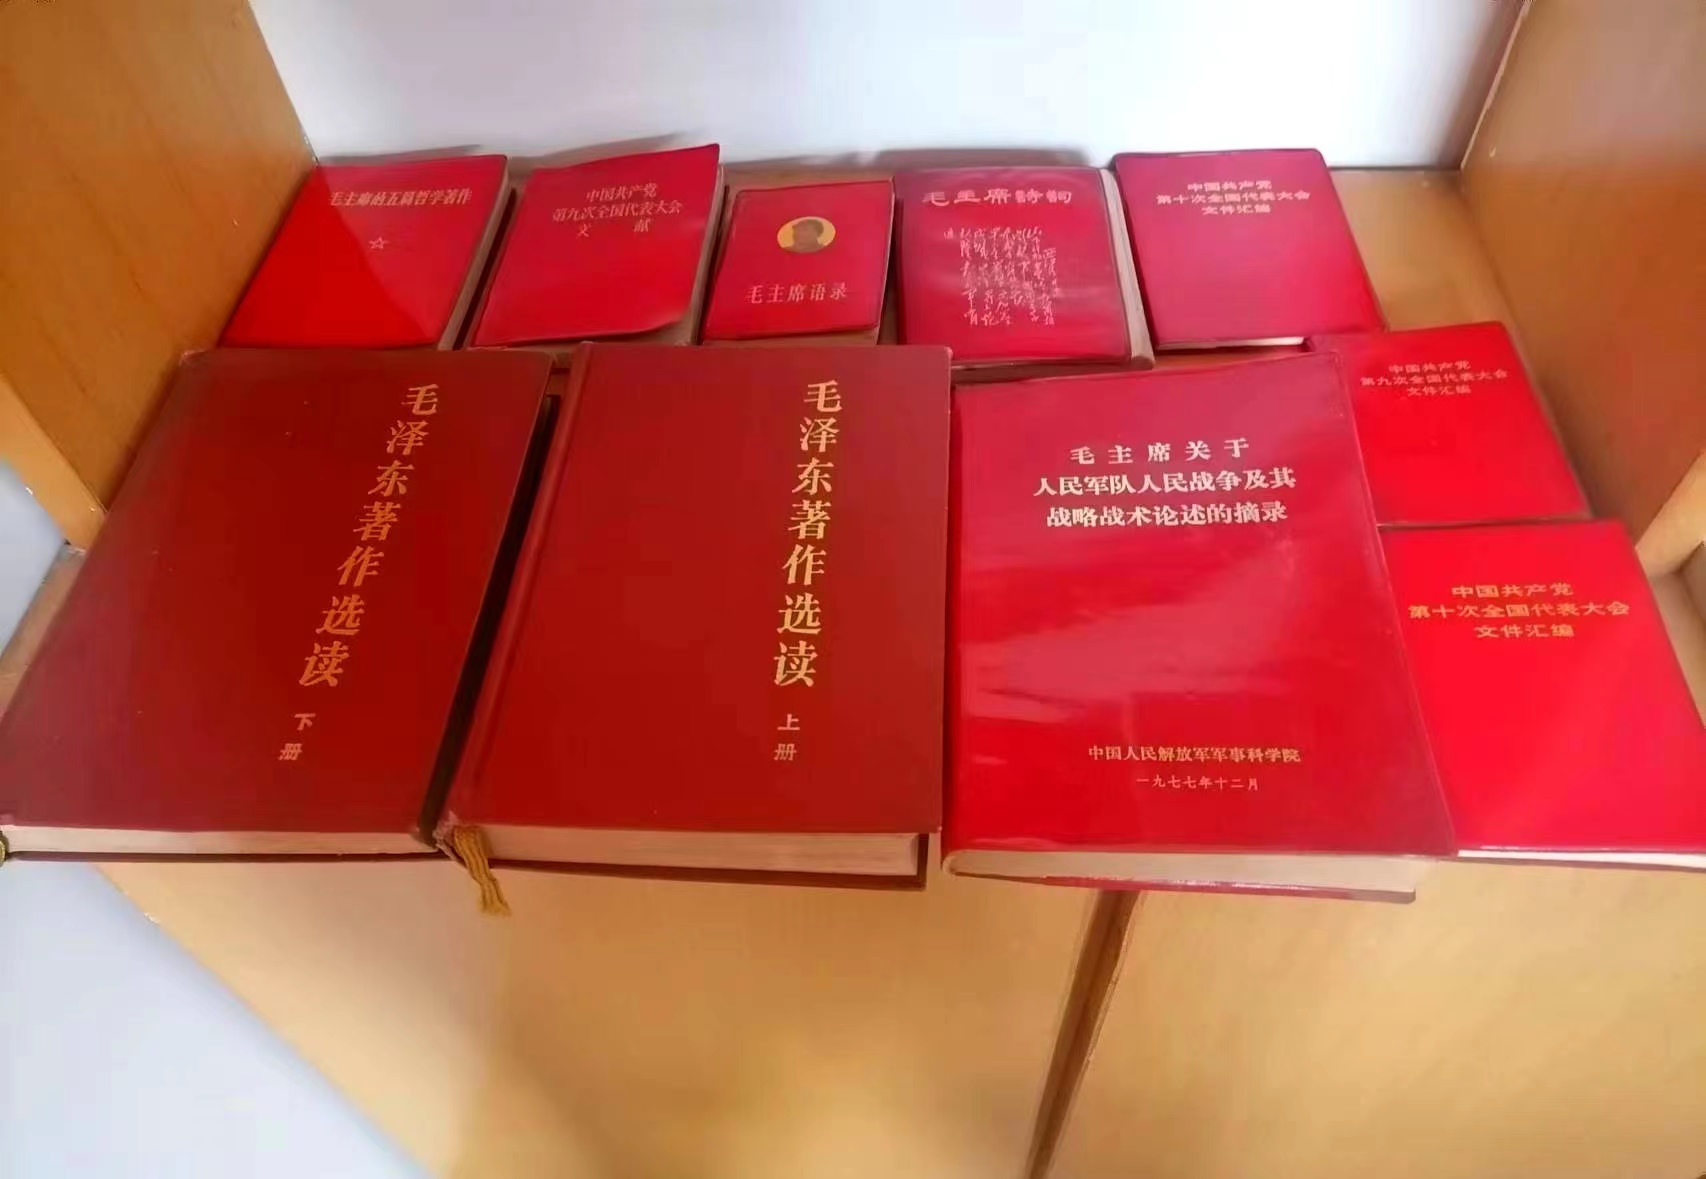 毛主席的五篇哲学著作
中国共产党
第九次全国代表大会
文 献
毛主席语录
毛主席詩詞
中国共产党
第十次全国代表大会
文件汇编
中国共产党
第九次全国代表大会
文件汇编
毛泽东著作选读
下册
毛泽东著作选读
上册
毛主席关于
人民军队人民战争及其
战略战术论述的摘录
中国人民解放军军事科学院
一九七七年十二月
中国共产党
第十次全国代表大会
文件汇编